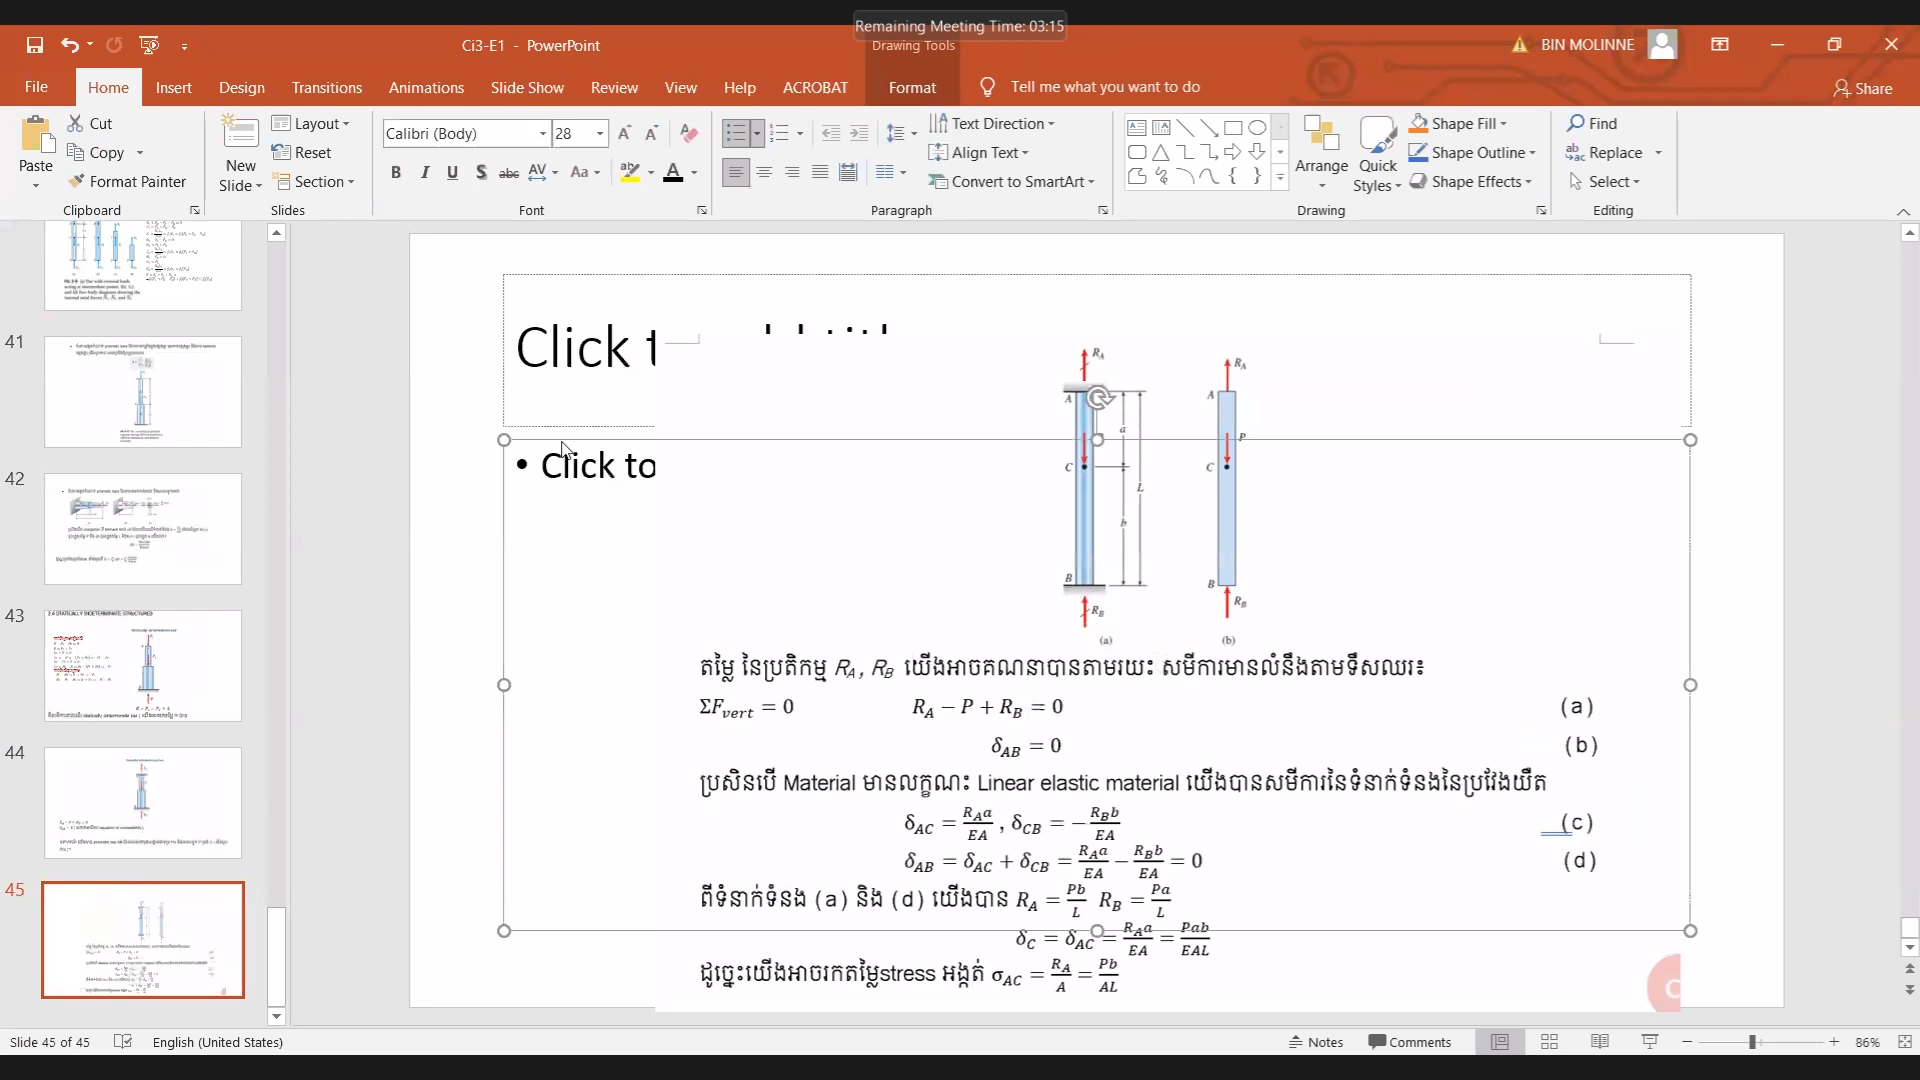 Remaining Meeting Time: 03:15
Ci3-E1 - PowerPoint
Drawing Tools
BIN MOLINNE
File
Home
Insert
Design
Transitions
Animations
Slide Show
Review
View
Help
ACROBAT
Format
Tell me what you want to do
Share
Paste
Cut
Copy
Format Painter
Clipboard
New Slide
Layout
Reset
Section
Slides
Calibri (Body)
28
Font
Text Direction
Align Text
Convert to SmartArt
Paragraph
Arrange
Quick Styles
Shape Fill
Shape Outline
Shape Effects
Drawing
Find
Replace
Select
Editing
41
42
43
2.4 STATICALLY INDETERMINATE STRUCTURES
44
45
Click t
• Click to
R_A
A
a
C
L
b
B
R_B
(a)
R_A
A
P
C
B
R_B
(b)
តម្លៃ នៃប្រតិកម្ម R_A, R_B យើងអាចគណនាបានតាមរយះ សមីការមានលំនឹងតាមទឹសឈរ៖
ΣF_vert = 0 R_A − P + R_B = 0 (a)
δ_AB = 0 (b)
ប្រសិនបើ Material មានលក្ខណះ Linear elastic material យើងបានសមីការនៃទំនាក់ទំនងនៃប្រវែងយឺត
δ_AC = R_A a / EA , δ_CB = − R_B b / EA (c)
δ_AB = δ_AC + δ_CB = R_A a / EA − R_B b / EA = 0 (d)
ពីទំនាក់ទំនង (a) និង (d) យើងបាន R_A = Pb / L R_B = Pa / L
δ_C = δ_AC = R_A a / EA = Pab / EAL
ដូច្នេះយើងអាចរកតម្លៃstress អង្កត់ σ_AC = R_A / A = Pb / AL
Slide 45 of 45
English (United States)
Notes
Comments
86%